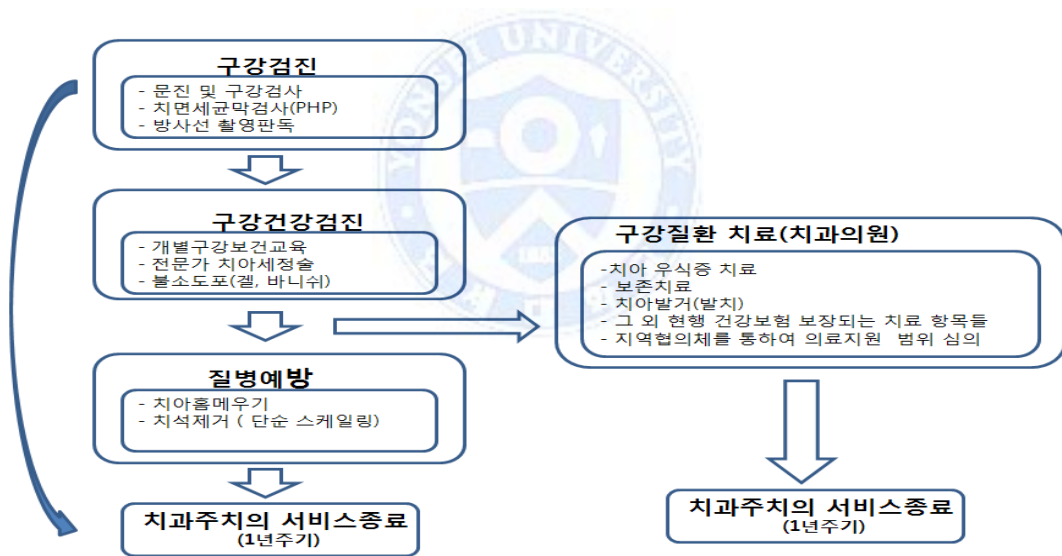 구강검진
- 문진 및 구강검사
- 치면세균막검사(PHP)
- 방사선 촬영판독
구강건강검진
- 개별구강보건교육
- 전문가 치아세정술
- 불소도포(겔, 바니쉬)
질병예방
- 치아홈메우기
- 치석제거 ( 단순 스케일링)
치과주치의 서비스종료
(1년주기)
구강질환 치료(치과의원)
-치아 우식증 치료
- 보존치료
- 치아발거(발치)
- 그 외 현행 건강보험 보장되는 치료 항목들
- 지역협의체를 통하여 의료지원 범위 심의
치과주치의 서비스종료
(1년주기)
YONSEI UNIVERSITY